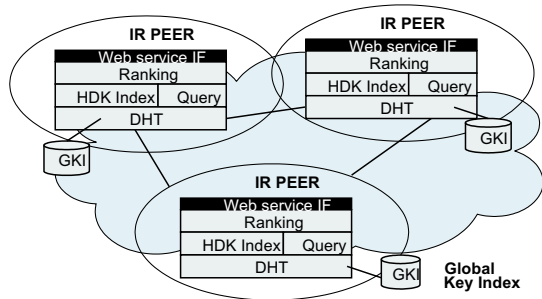 IR PEER
Web service IF
Ranking
HDK Index Query
DHT
GKI
IR PEER
Web service IF
Ranking
HDK Index Query
DHT
GKI
IR PEER
Web service IF
Ranking
HDK Index Query
DHT
GKI
Global
Key Index